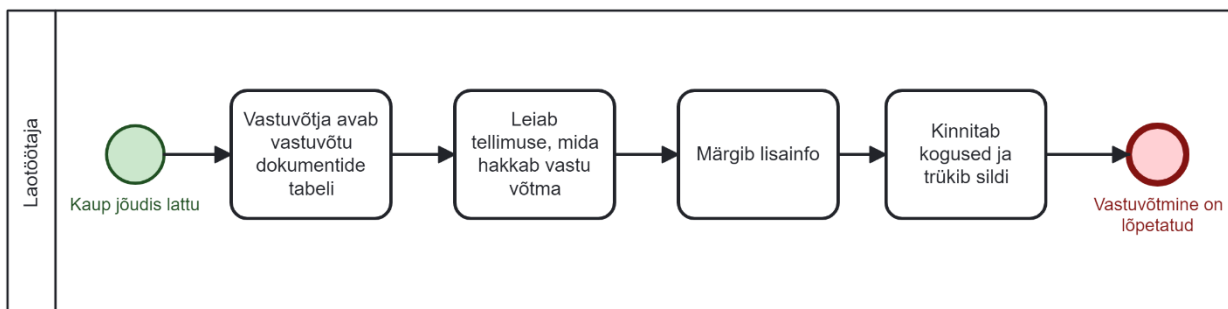 Laotöötaja
Kaup jõudis lattu
Vastuvõtja avab
vastuvõtu
dokumentide
tabeli
Leiab
tellimuse, mida
hakkab vastu
võtma
Märgib lisainfo
Kinnitab
kogused ja
trükib sildi
Vastuvõtmine on
lõpetatud